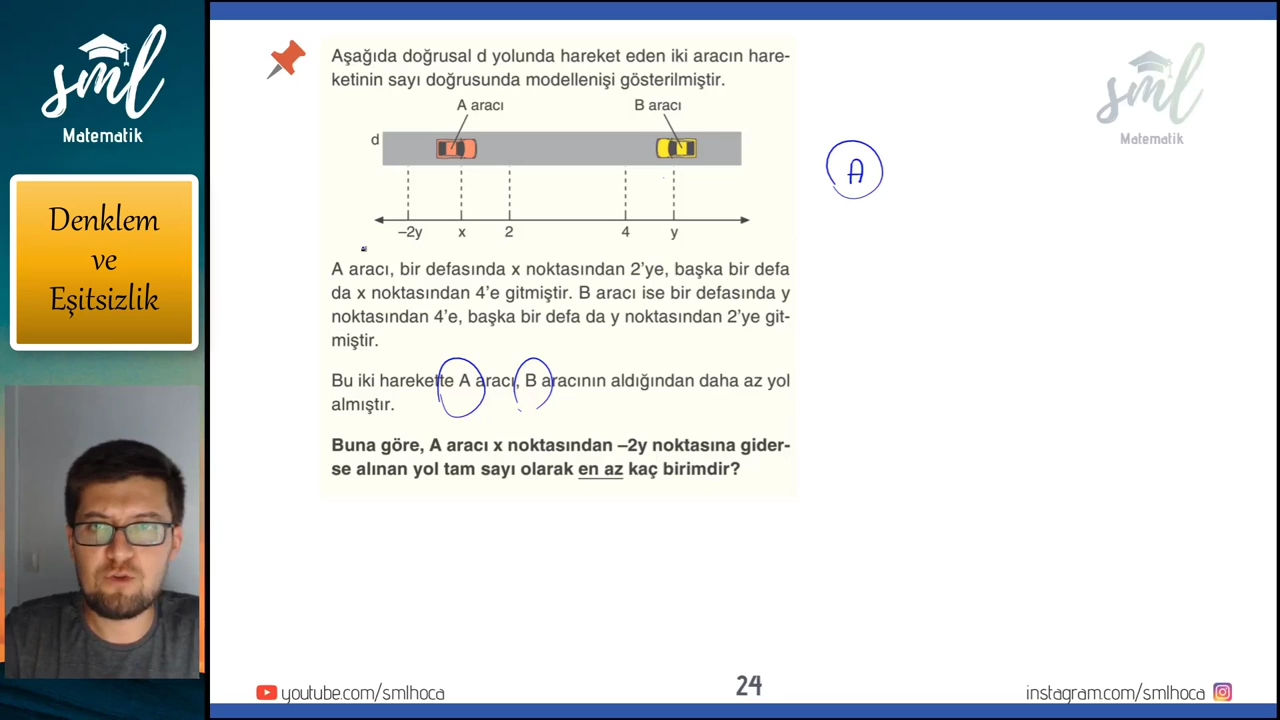 sml
Matematik
Denklem
ve
Eşitsizlik
Aşağıda doğrusal d yolunda hareket eden iki aracın hare-
ketinin sayı doğrusunda modellenişi gösterilmiştir.
A aracı B aracı
d
-2y x 2 4 y
A aracı, bir defasında x noktasından 2'ye, başka bir defa
da x noktasından 4'e gitmiştir. B aracı ise bir defasında y
noktasından 4'e, başka bir defa da y noktasından 2'ye git-
miştir.
Bu iki harekette A aracı, B aracının aldığından daha az yol
almıştır.
Buna göre, A aracı x noktasından –2y noktasına gider-
se alınan yol tam sayı olarak en az kaç birimdir?
A
sml
Matematik
youtube.com/smlhoca
24
instagram.com/smlhoca